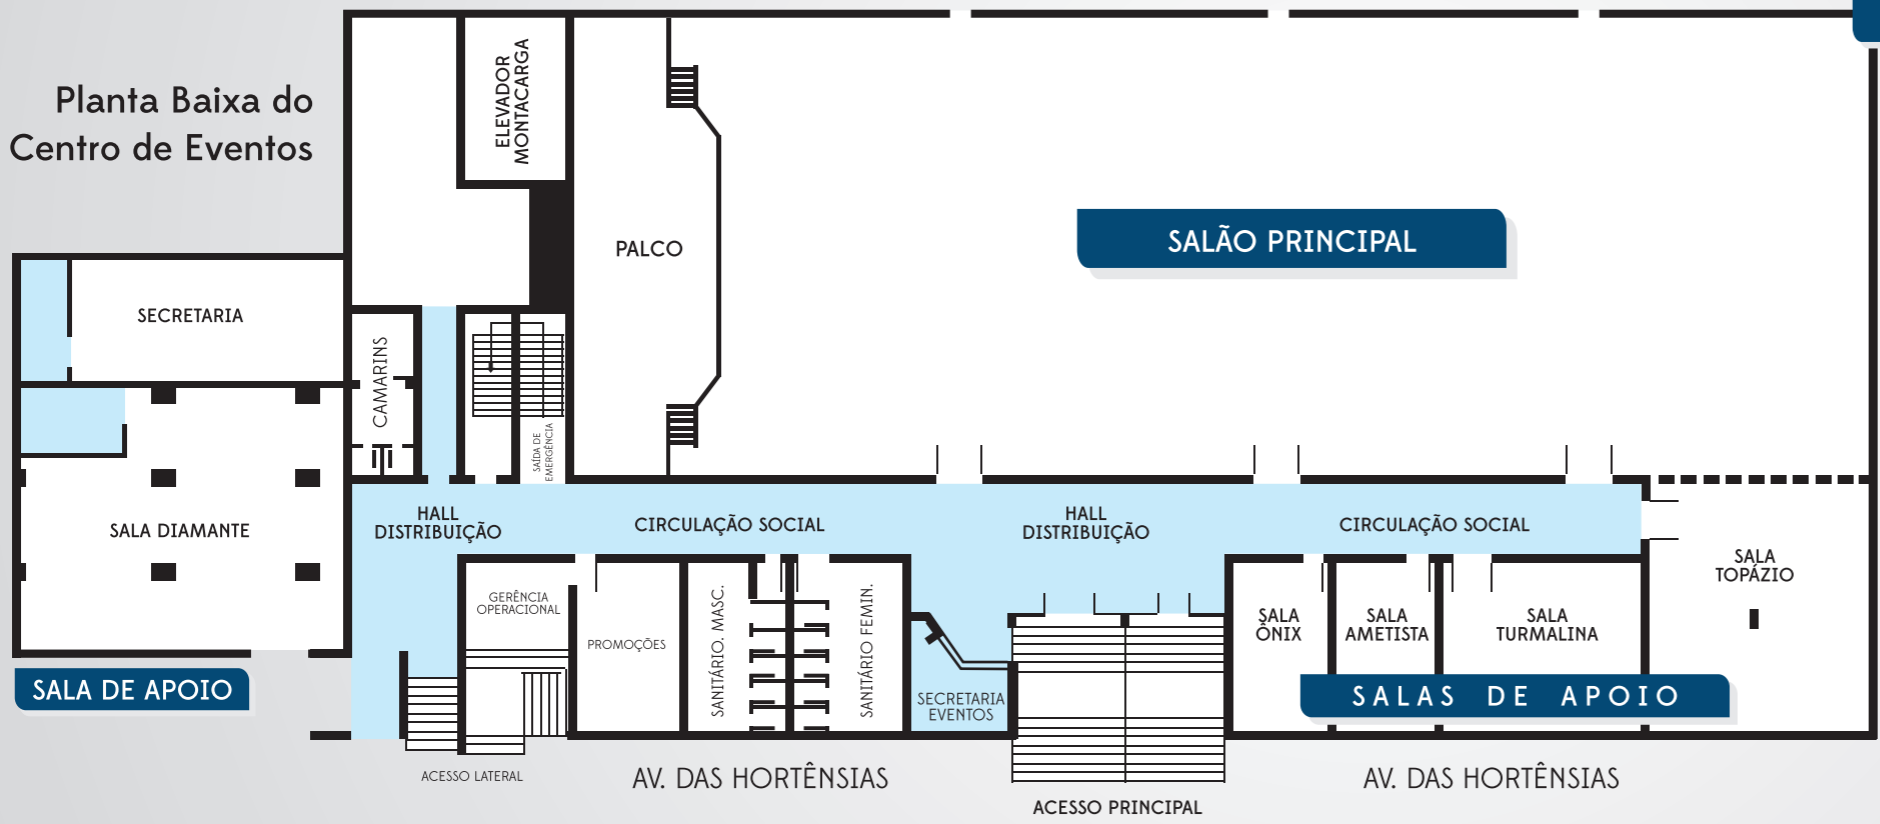 Planta Baixa do
Centro de Eventos
ELEVADOR
MONTACARGA
PALCO
SALÃO PRINCIPAL
SECRETARIA
CAMARINS
SAÍDA DE
EMERGÊNCIA
SALA DIAMANTE
HALL
DISTRIBUIÇÃO
CIRCULAÇÃO SOCIAL
HALL
DISTRIBUIÇÃO
CIRCULAÇÃO SOCIAL
SALA
TOPÁZIO
GERÊNCIA
OPERACIONAL
PROMOÇÕES
SANITÁRIO. MASC.
SANITÁRIO FEMIN.
SECRETARIA
EVENTOS
SALA
ÔNIX
SALA
AMETISTA
SALA
TURMALINA
SALA DE APOIO
SALAS DE APOIO
ACESSO LATERAL
AV. DAS HORTÊNSIAS
ACESSO PRINCIPAL
AV. DAS HORTÊNSIAS